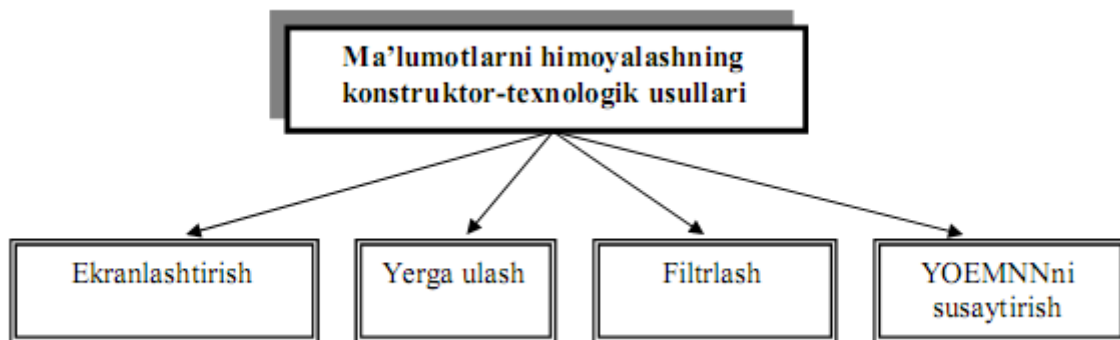 Ma’lumotlarni himoyalashning
konstruktor-texnologik usullari
Ekranlashtirish
Yerga ulash
Filtrlash
YOEMNNni
susaytirish